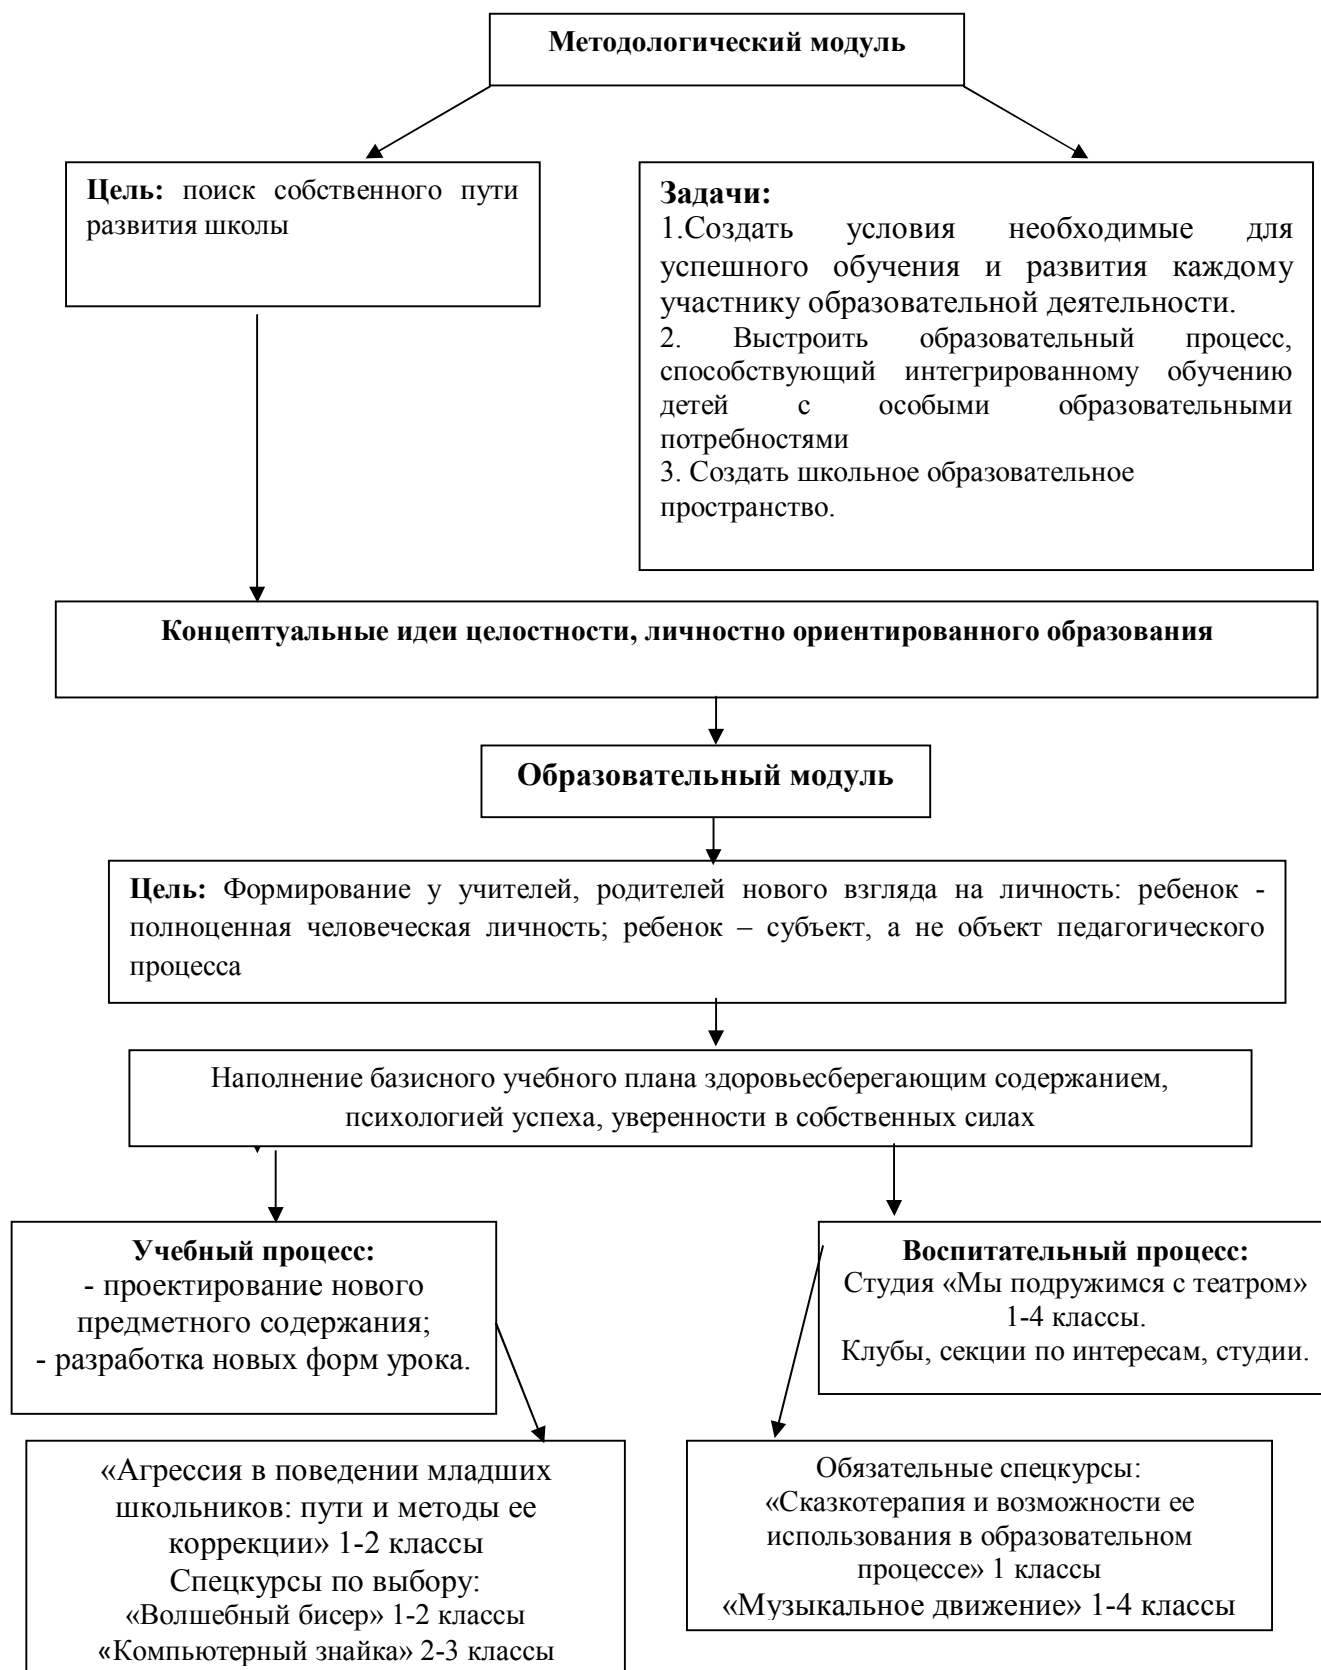 Методологический модуль
Цель: поиск собственного пути
развития школы
Задачи:
1.Создать условия необходимые для
успешного обучения и развития каждому
участнику образовательной деятельности.
2. Выстроить образовательный процесс,
способствующий интегрированному обучению
детей с особыми образовательными
потребностями
3. Создать школьное образовательное
пространство.
Концептуальные идеи целостности, личностно ориентированного образования
Образовательный модуль
Цель: Формирование у учителей, родителей нового взгляда на личность: ребенок -
полноценная человеческая личность; ребенок – субъект, а не объект педагогического
процесса
Наполнение базисного учебного плана здоровьесберегающим содержанием,
психологией успеха, уверенности в собственных силах
Учебный процесс:
- проектирование нового
предметного содержания;
- разработка новых форм урока.
Воспитательный процесс:
Студия «Мы подружимся с театром»
1-4 классы.
Клубы, секции по интересам, студии.
«Агрессия в поведении младших
школьников: пути и методы ее
коррекции» 1-2 классы
Спецкурсы по выбору:
«Волшебный бисер» 1-2 классы
«Компьютерный знайка» 2-3 классы
Обязательные спецкурсы:
«Сказкотерапия и возможности ее
использования в образовательном
процессе» 1 классы
«Музыкальное движение» 1-4 классы